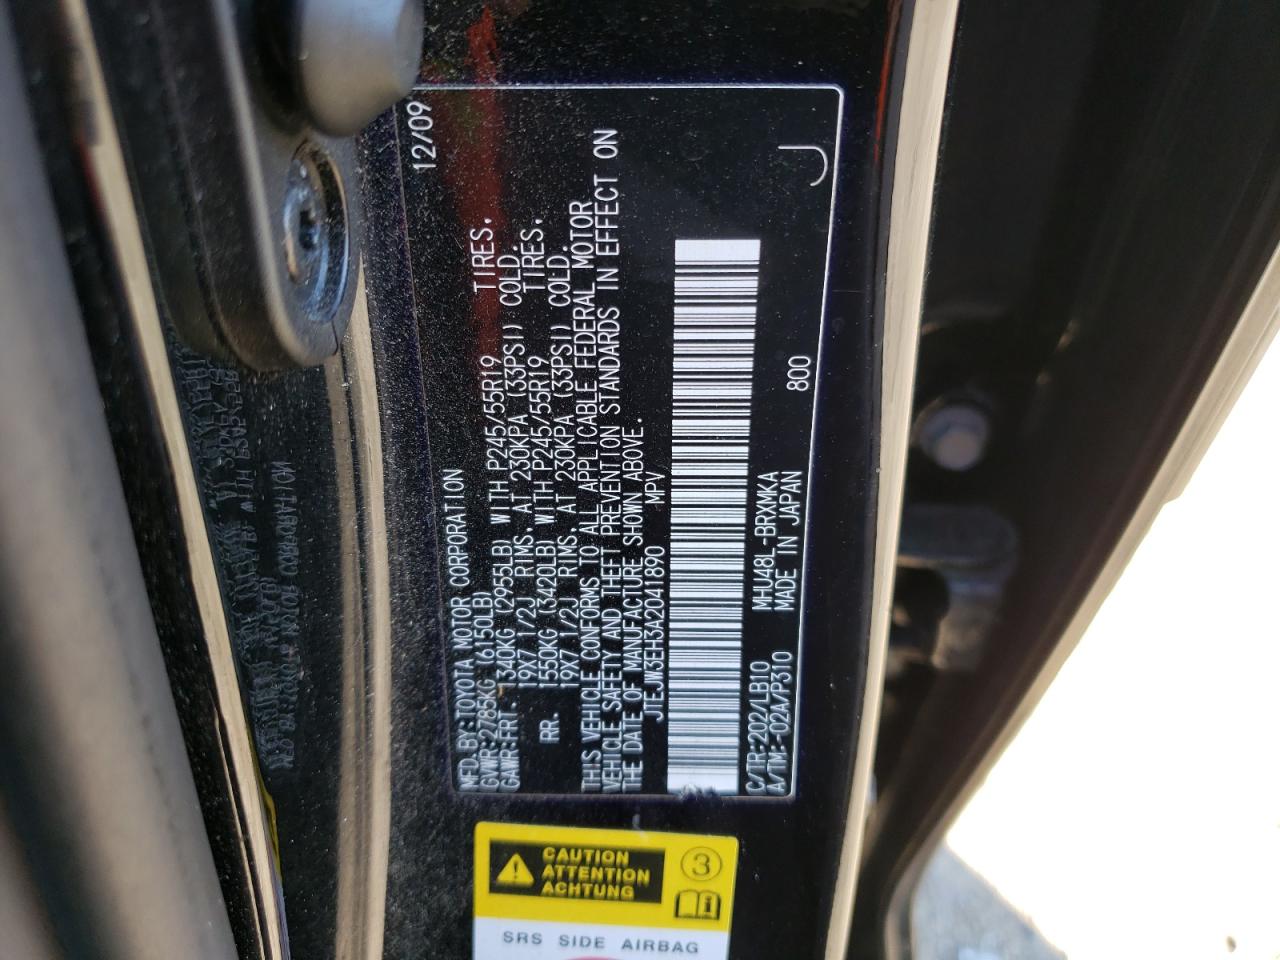 MFD. BY: TOYOTA MOTOR CORPORATION 12/09
GVWR: 2785KG (6150LB)
GAWR: FRT. 1340KG (2955LB) WITH P245/55R19 TIRES.
19X7 1/2J RIMS. AT 230KPA (33PSI) COLD.
RR. 1550KG (3420LB) WITH P245/55R19 TIRES.
19X7 1/2J RIMS. AT 230KPA (33PSI) COLD.
THIS VEHICLE CONFORMS TO ALL APPLICABLE FEDERAL MOTOR
VEHICLE SAFETY AND THEFT PREVENTION STANDARDS IN EFFECT ON
THE DATE OF MANUFACTURE SHOWN ABOVE.
JTEJW3EH3A2041890 MPV
C/TR: 202/LB10 MHU48L-BRXMKA 800
A/TM: -02A/P310 MADE IN JAPAN J
CAUTION
ATTENTION
ACHTUNG
3
i
SRS SIDE AIRBAG